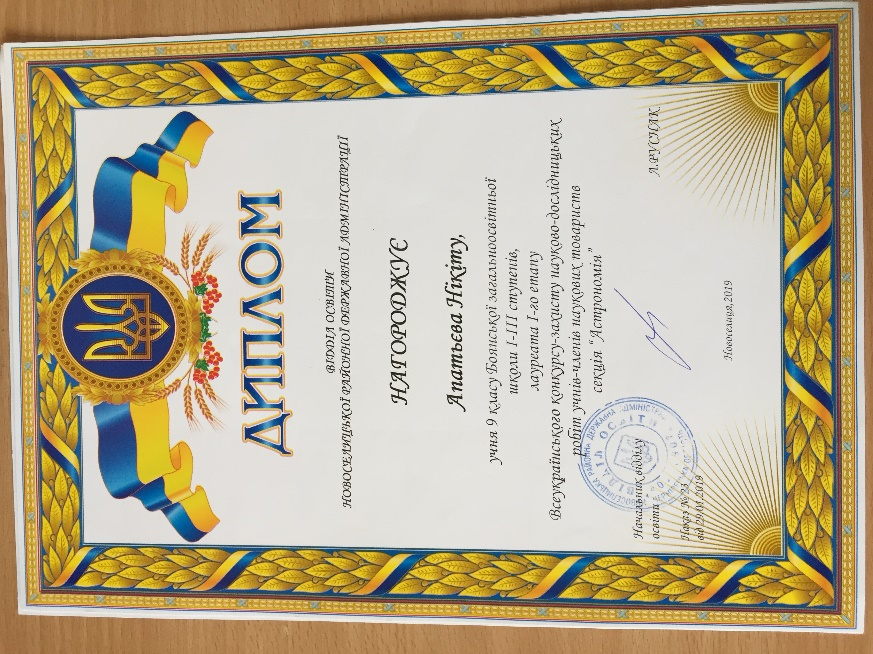 ДИПЛОМ
ВІДДІЛ ОСВІТИ
НОВОСЕЛИЦЬКОЇ РАЙОННОЇ ДЕРЖАВНОЇ АДМІНІСТРАЦІЇ
НАГОРОДЖУЄ
Апатьєва Нікіту,
учня 9 класу Боянської загальноосвітньої
школи І-ІІІ ступенів,
лауреата І-го етапу
Всеукраїнського конкурсу-захисту науково-дослідницьких
робіт учнів-членів наукових товариств
секція “Астрономія”
Начальник відділу
освіти
Л.РУСНАК
Наказ №
від 2019
Новоселиця,2019
ВІДДІЛ ОСВІТИ